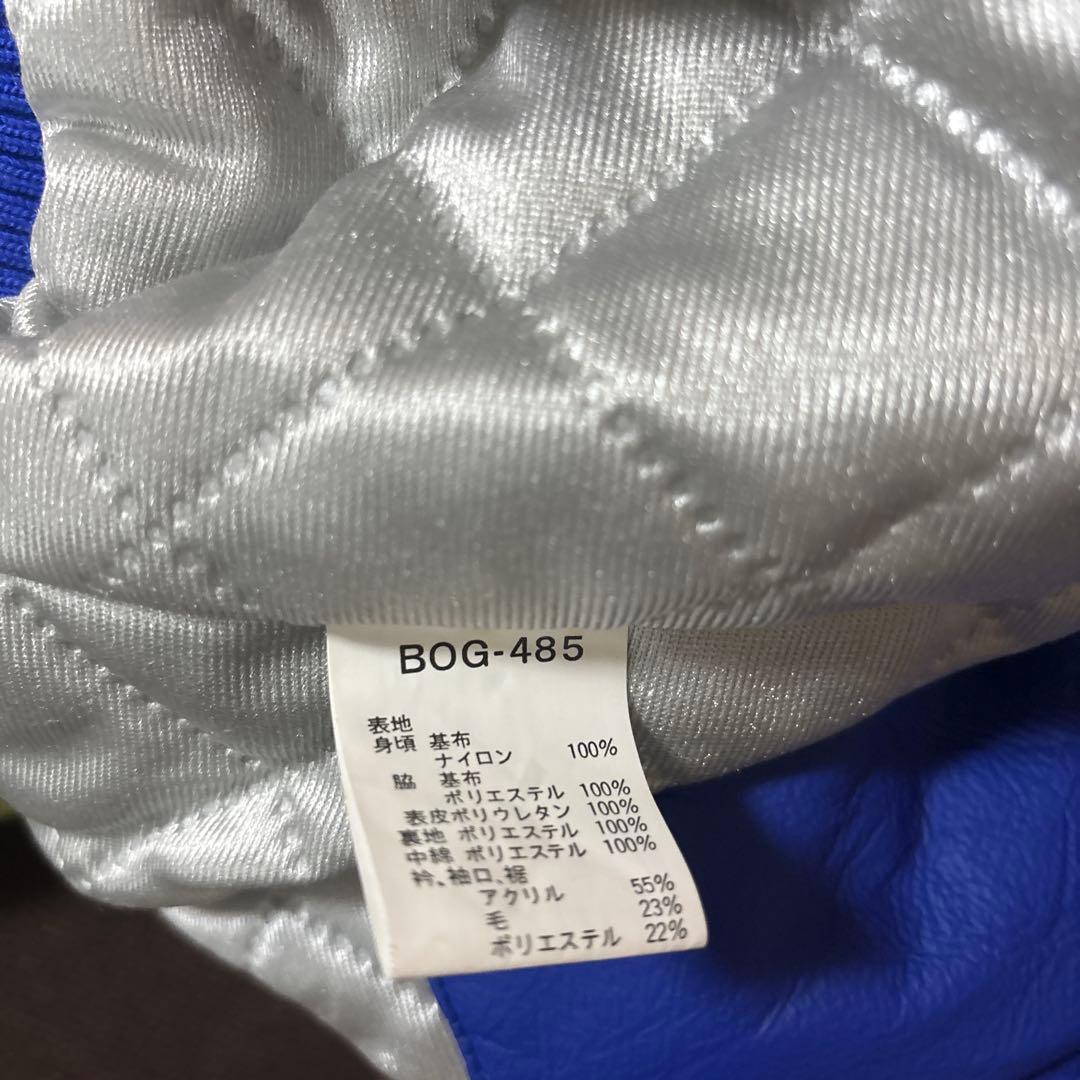 BOG-485
表地
身頃 基布
ナイロン 100%
脇 基布
ポリエステル 100%
表皮ポリウレタン 100%
裏地 ポリエステル 100%
中綿 ポリエステル 100%
衿、袖口、裾
アクリル 55%
毛 23%
ポリエステル 22%